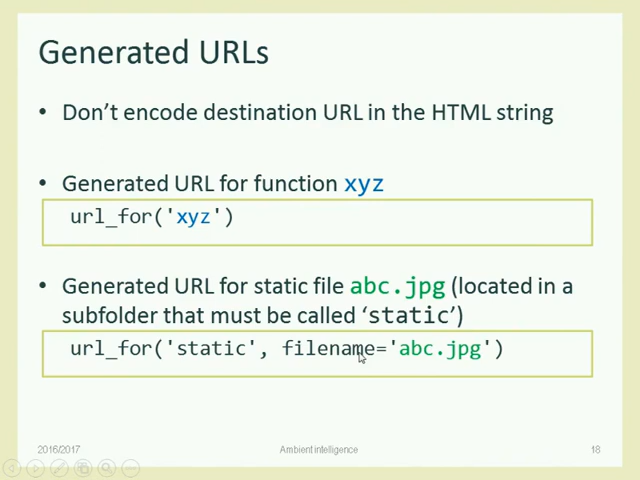 Generated URLs
• Don’t encode destination URL in the HTML string
• Generated URL for function xyz
url_for('xyz')
• Generated URL for static file abc.jpg (located in a
subfolder that must be called ‘static’)
url_for('static', filename='abc.jpg')
2016/2017
Ambient intelligence
18